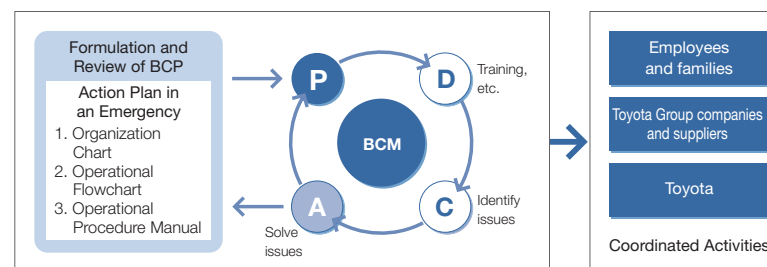 Formulation and
Review of BCP
Action Plan in
an Emergency
1. Organization
Chart
2. Operational
Flowchart
3. Operational
Procedure Manual
P
D
Training,
etc.
BCM
A
Solve
issues
C
Identify
issues
Employees
and families
Toyota Group companies
and suppliers
Toyota
Coordinated Activities